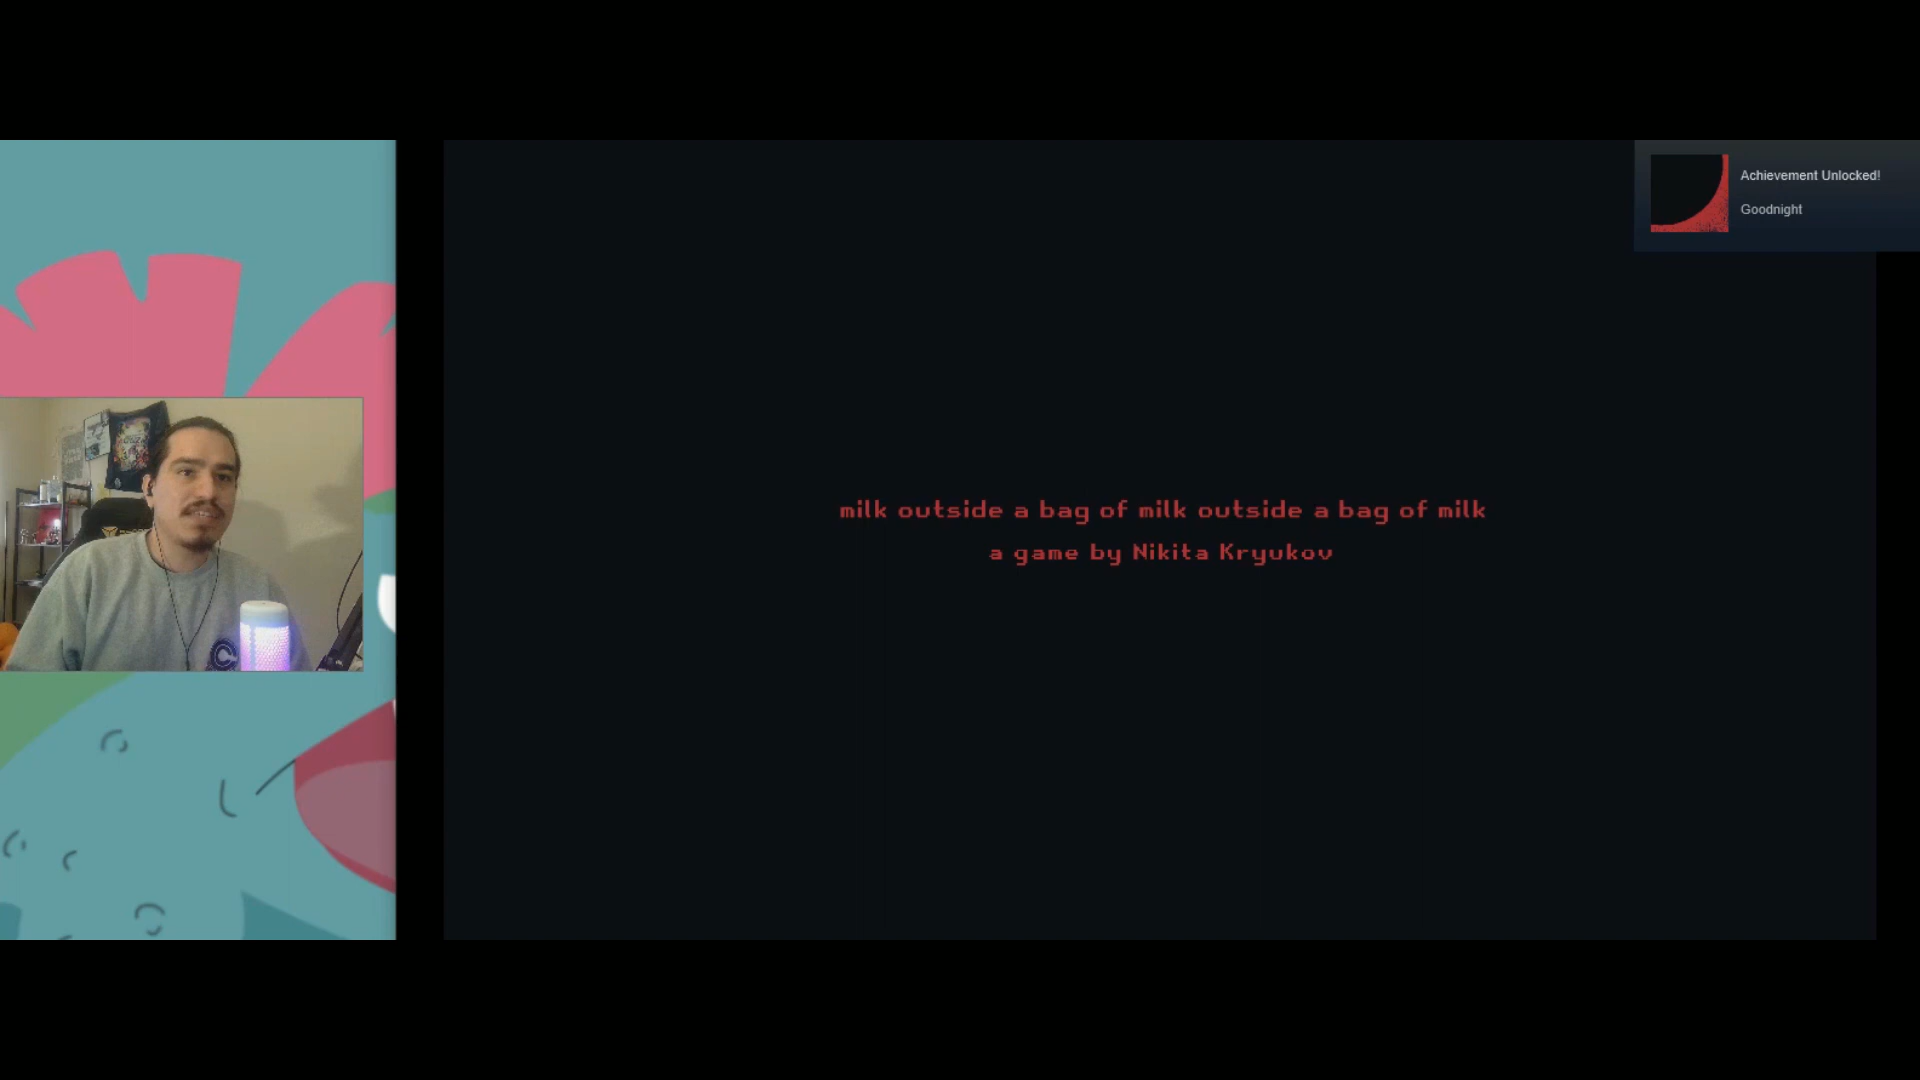 Achievement Unlocked!
Goodnight
milk outside a bag of milk outside a bag of milk
a game by Nikita Kryukov